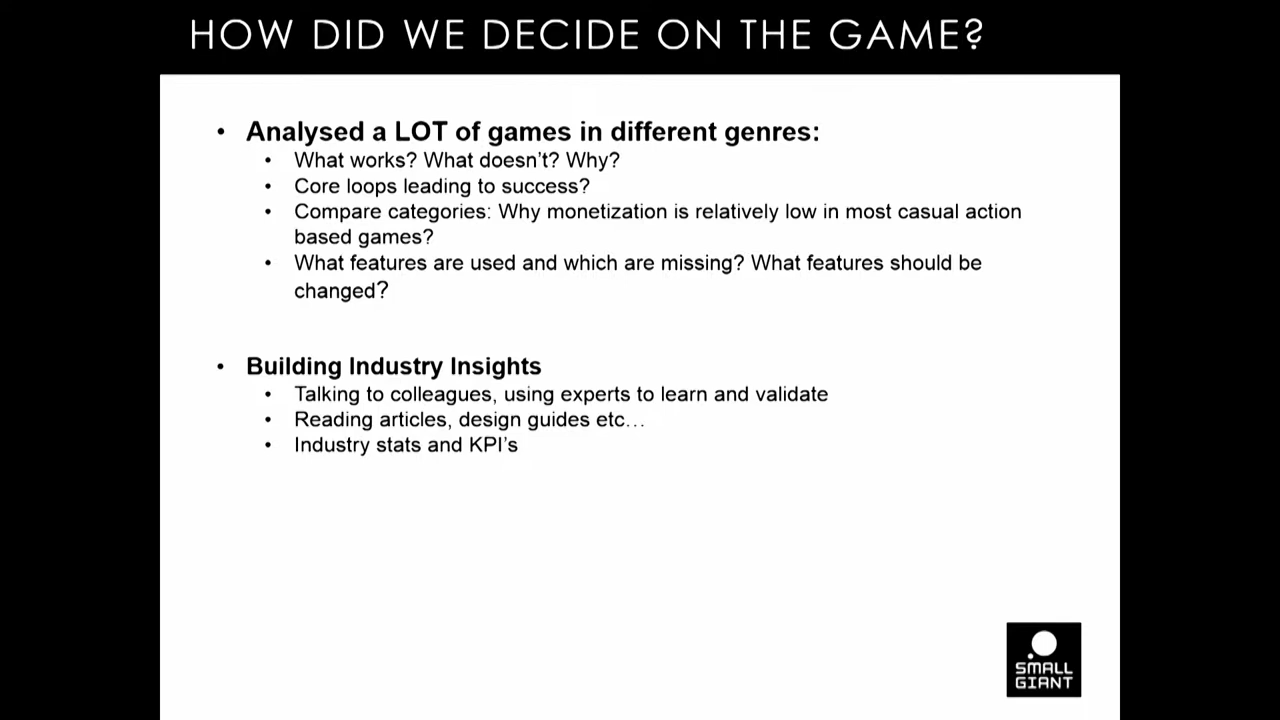 HOW DID WE DECIDE ON THE GAME?
• Analysed a LOT of games in different genres:
• What works? What doesn't? Why?
• Core loops leading to success?
• Compare categories: Why monetization is relatively low in most casual action
based games?
• What features are used and which are missing? What features should be
changed?
• Building Industry Insights
• Talking to colleagues, using experts to learn and validate
• Reading articles, design guides etc…
• Industry stats and KPI's
SMALL
GIANT